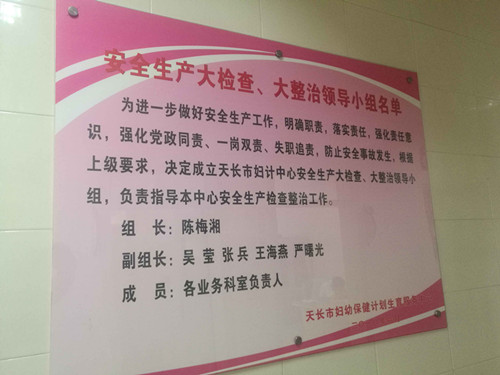 安全生产大检查、大整治领导小组名单
为进一步做好安全生产工作，明确职责，落实责任，强化责任意
识，强化党政同责、一岗双责、失职追责，防止安全事故发生，根据
上级要求，决定成立天长市妇计中心安全生产大检查、大整治领导小
组，负责指导本中心安全生产检查整治工作。
组 长：陈梅湘
副组长：吴 莹 张 兵 王海燕 严曙光
成 员：各业务科室负责人
天长市妇幼保健计划生育服务